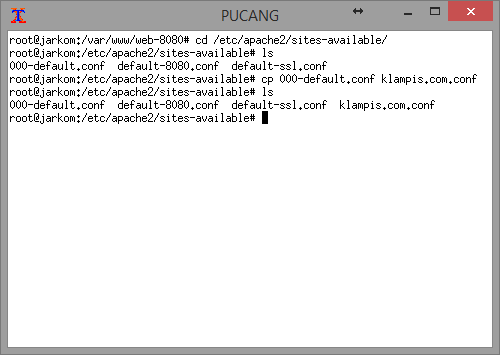 PUCANG
root@jarkom:/var/www/web-8080# cd /etc/apache2/sites-available/
root@jarkom:/etc/apache2/sites-available# ls
000-default.conf  default-8080.conf  default-ssl.conf
root@jarkom:/etc/apache2/sites-available# cp 000-default.conf klampis.com.conf
root@jarkom:/etc/apache2/sites-available# ls
000-default.conf  default-8080.conf  default-ssl.conf  klampis.com.conf
root@jarkom:/etc/apache2/sites-available#